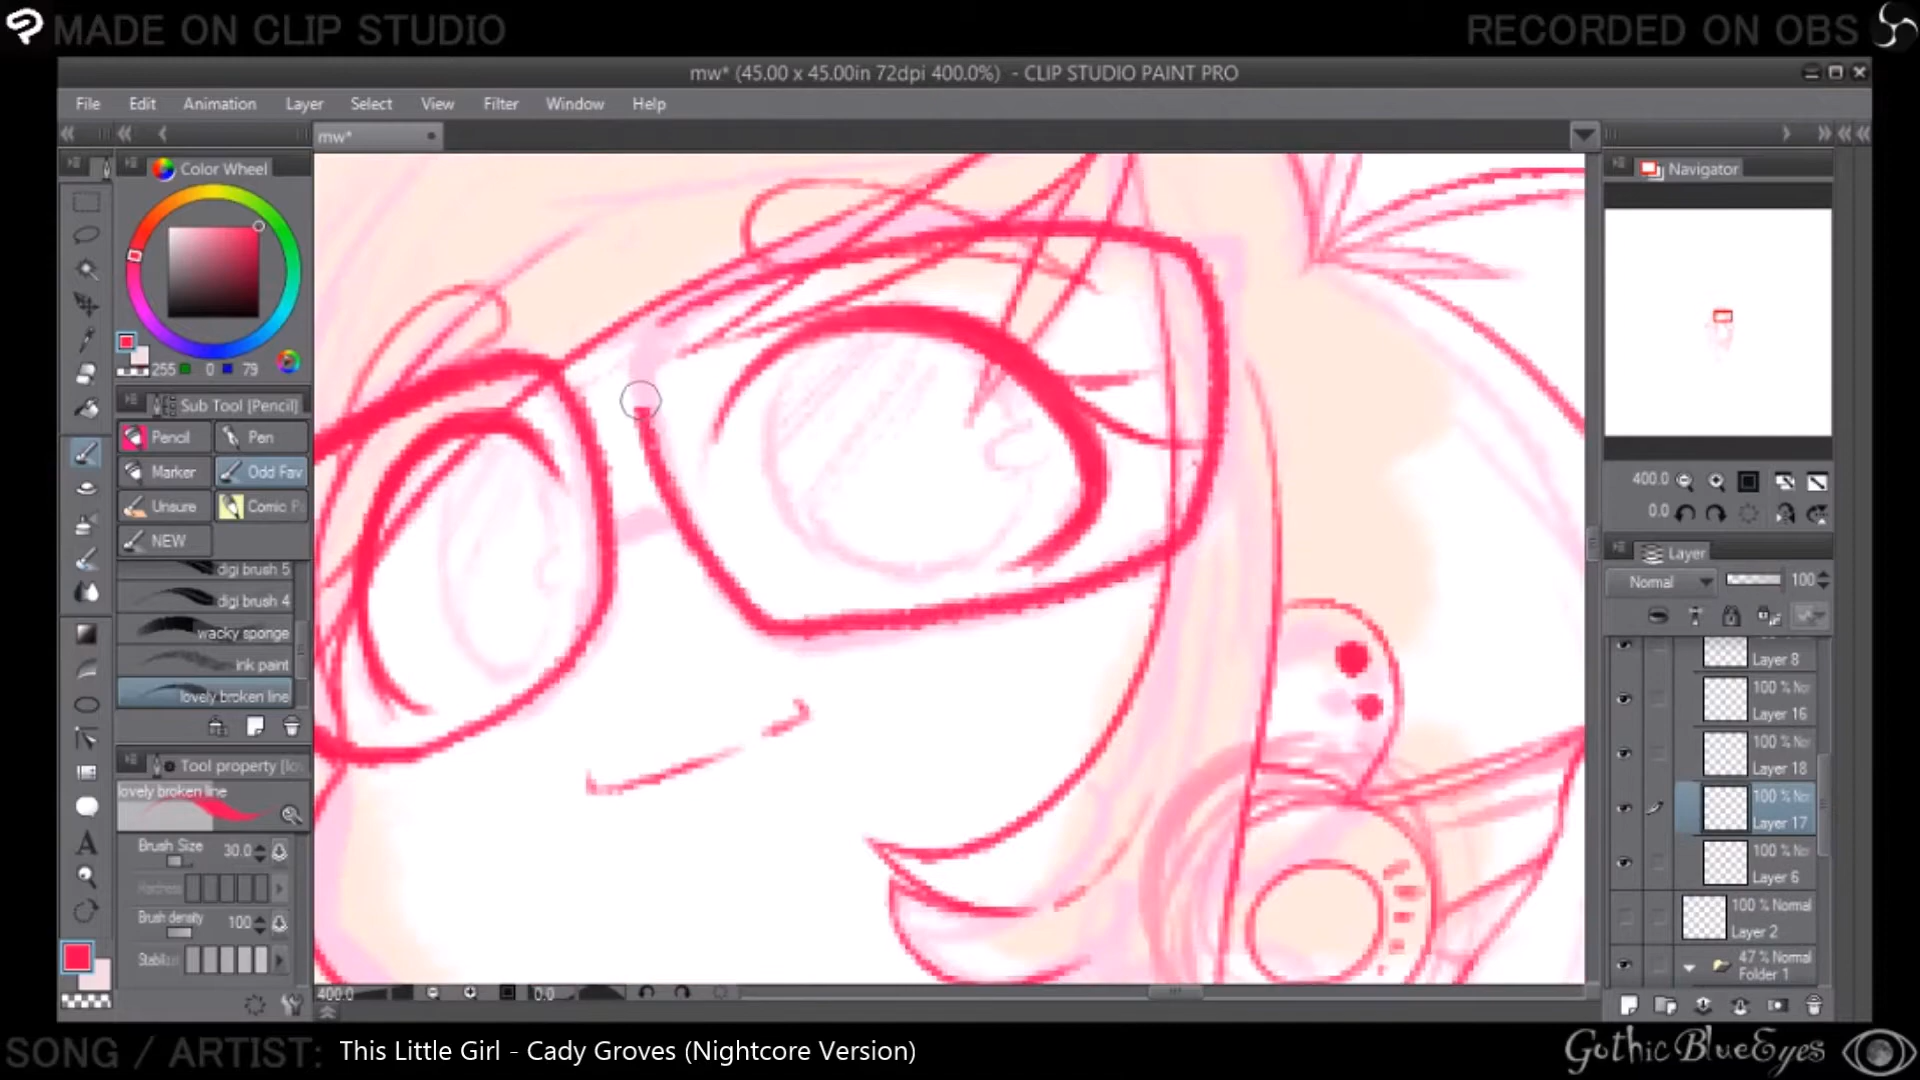 MADE ON CLIP STUDIO
RECORDED ON OBS
mw* (45.00 x 45.00in 72dpi 400.0%) - CLIP STUDIO PAINT PRO
File Edit Animation Layer Select View Filter Window Help
mw*
Color Wheel
255 0 79
Sub Tool [Pencil]
Pencil Pen
Marker Odd Fav
Unsure Comic P
NEW
digi brush 5
digi brush 4
wacky sponge
ink paint
lovely broken line
Tool property [lo
lovely broken line
Brush Size 30.0
Hardness
Brush density 100
Stabiliz
400.0 0.0
Navigator
400.0
0.0
Layer
Normal 100
Layer 8
100 % No
Layer 16
100 % No
Layer 18
100 % No
Layer 17
100 % No
Layer 6
100 % Normal
Layer 2
47 % Normal
Folder 1
SONG / ARTIST: This Little Girl - Cady Groves (Nightcore Version)
GothicBlueEyes